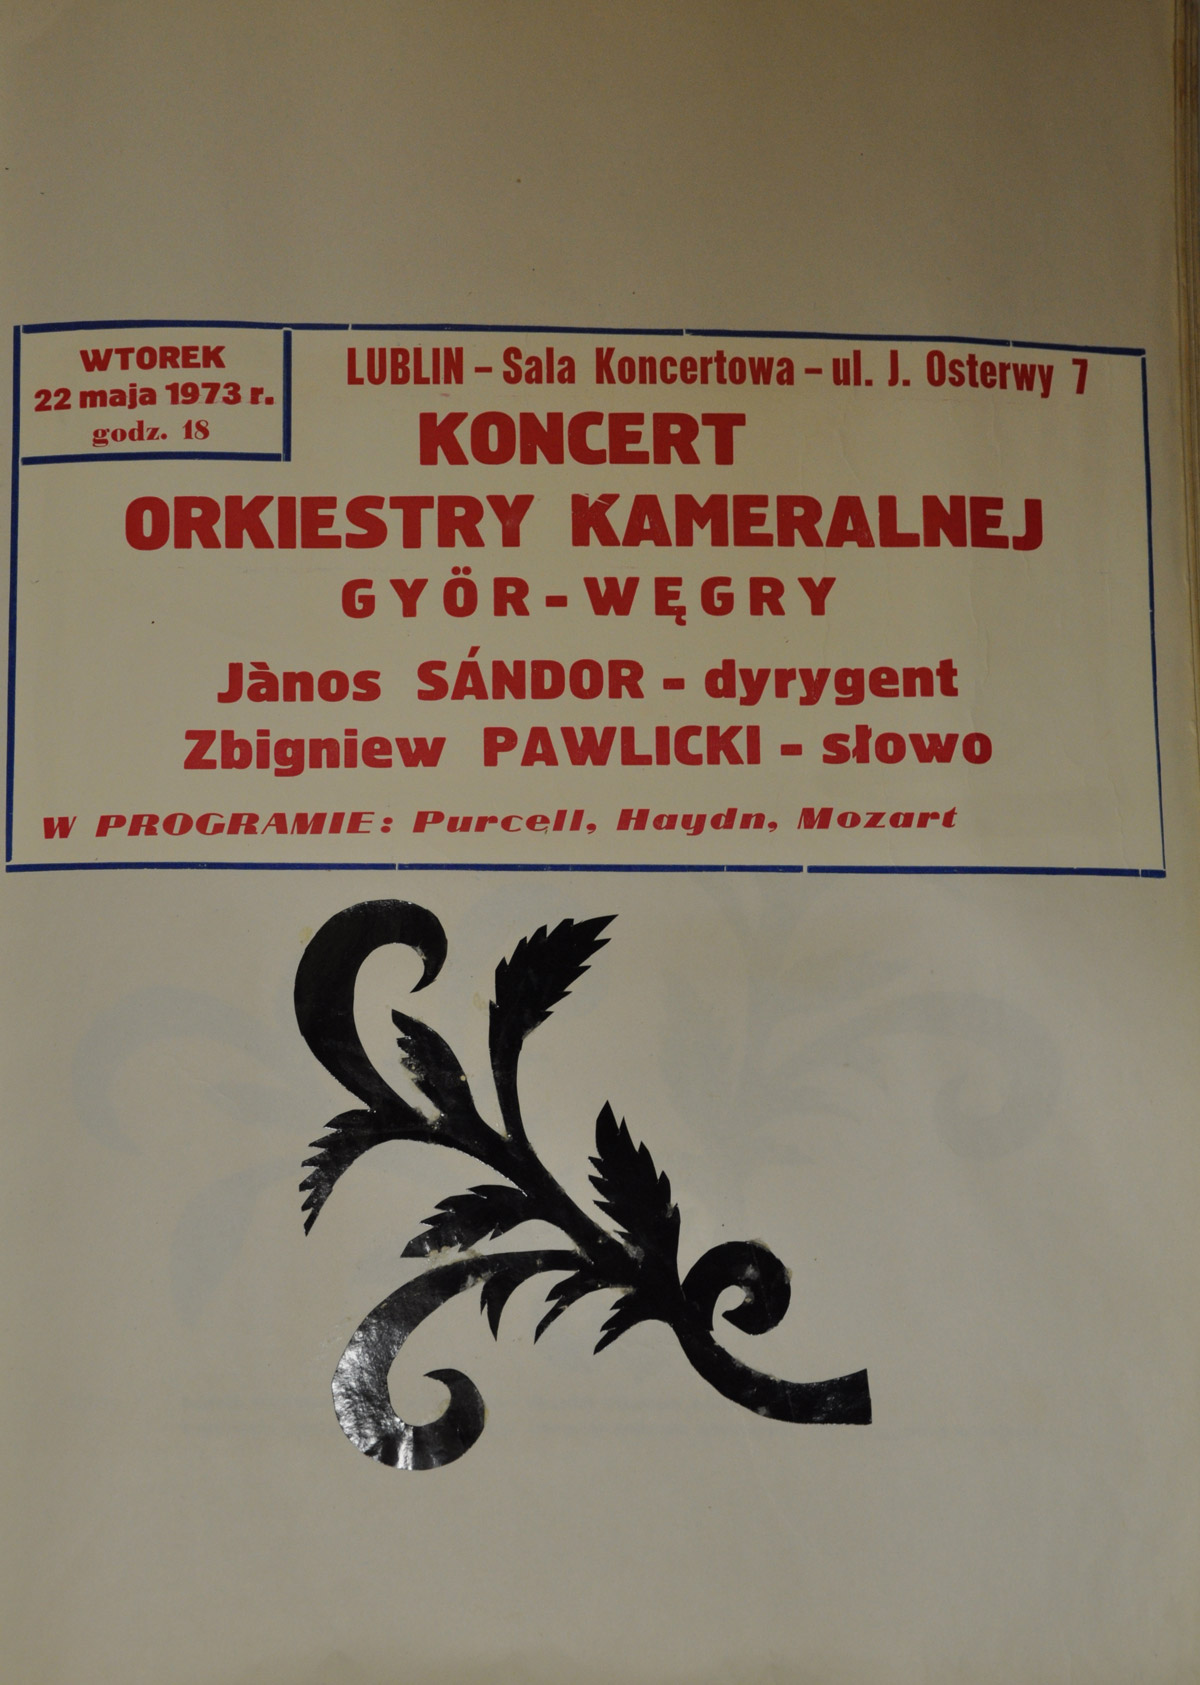 WTOREK
22 maja 1973 r.
godz. 18
LUBLIN – Sala Koncertowa – ul. J. Osterwy 7
KONCERT
ORKIESTRY KAMERALNEJ
GYÖR - WĘGRY
Jànos SÁNDOR - dyrygent
Zbigniew PAWLICKI - słowo
W PROGRAMIE: Purcell, Haydn, Mozart